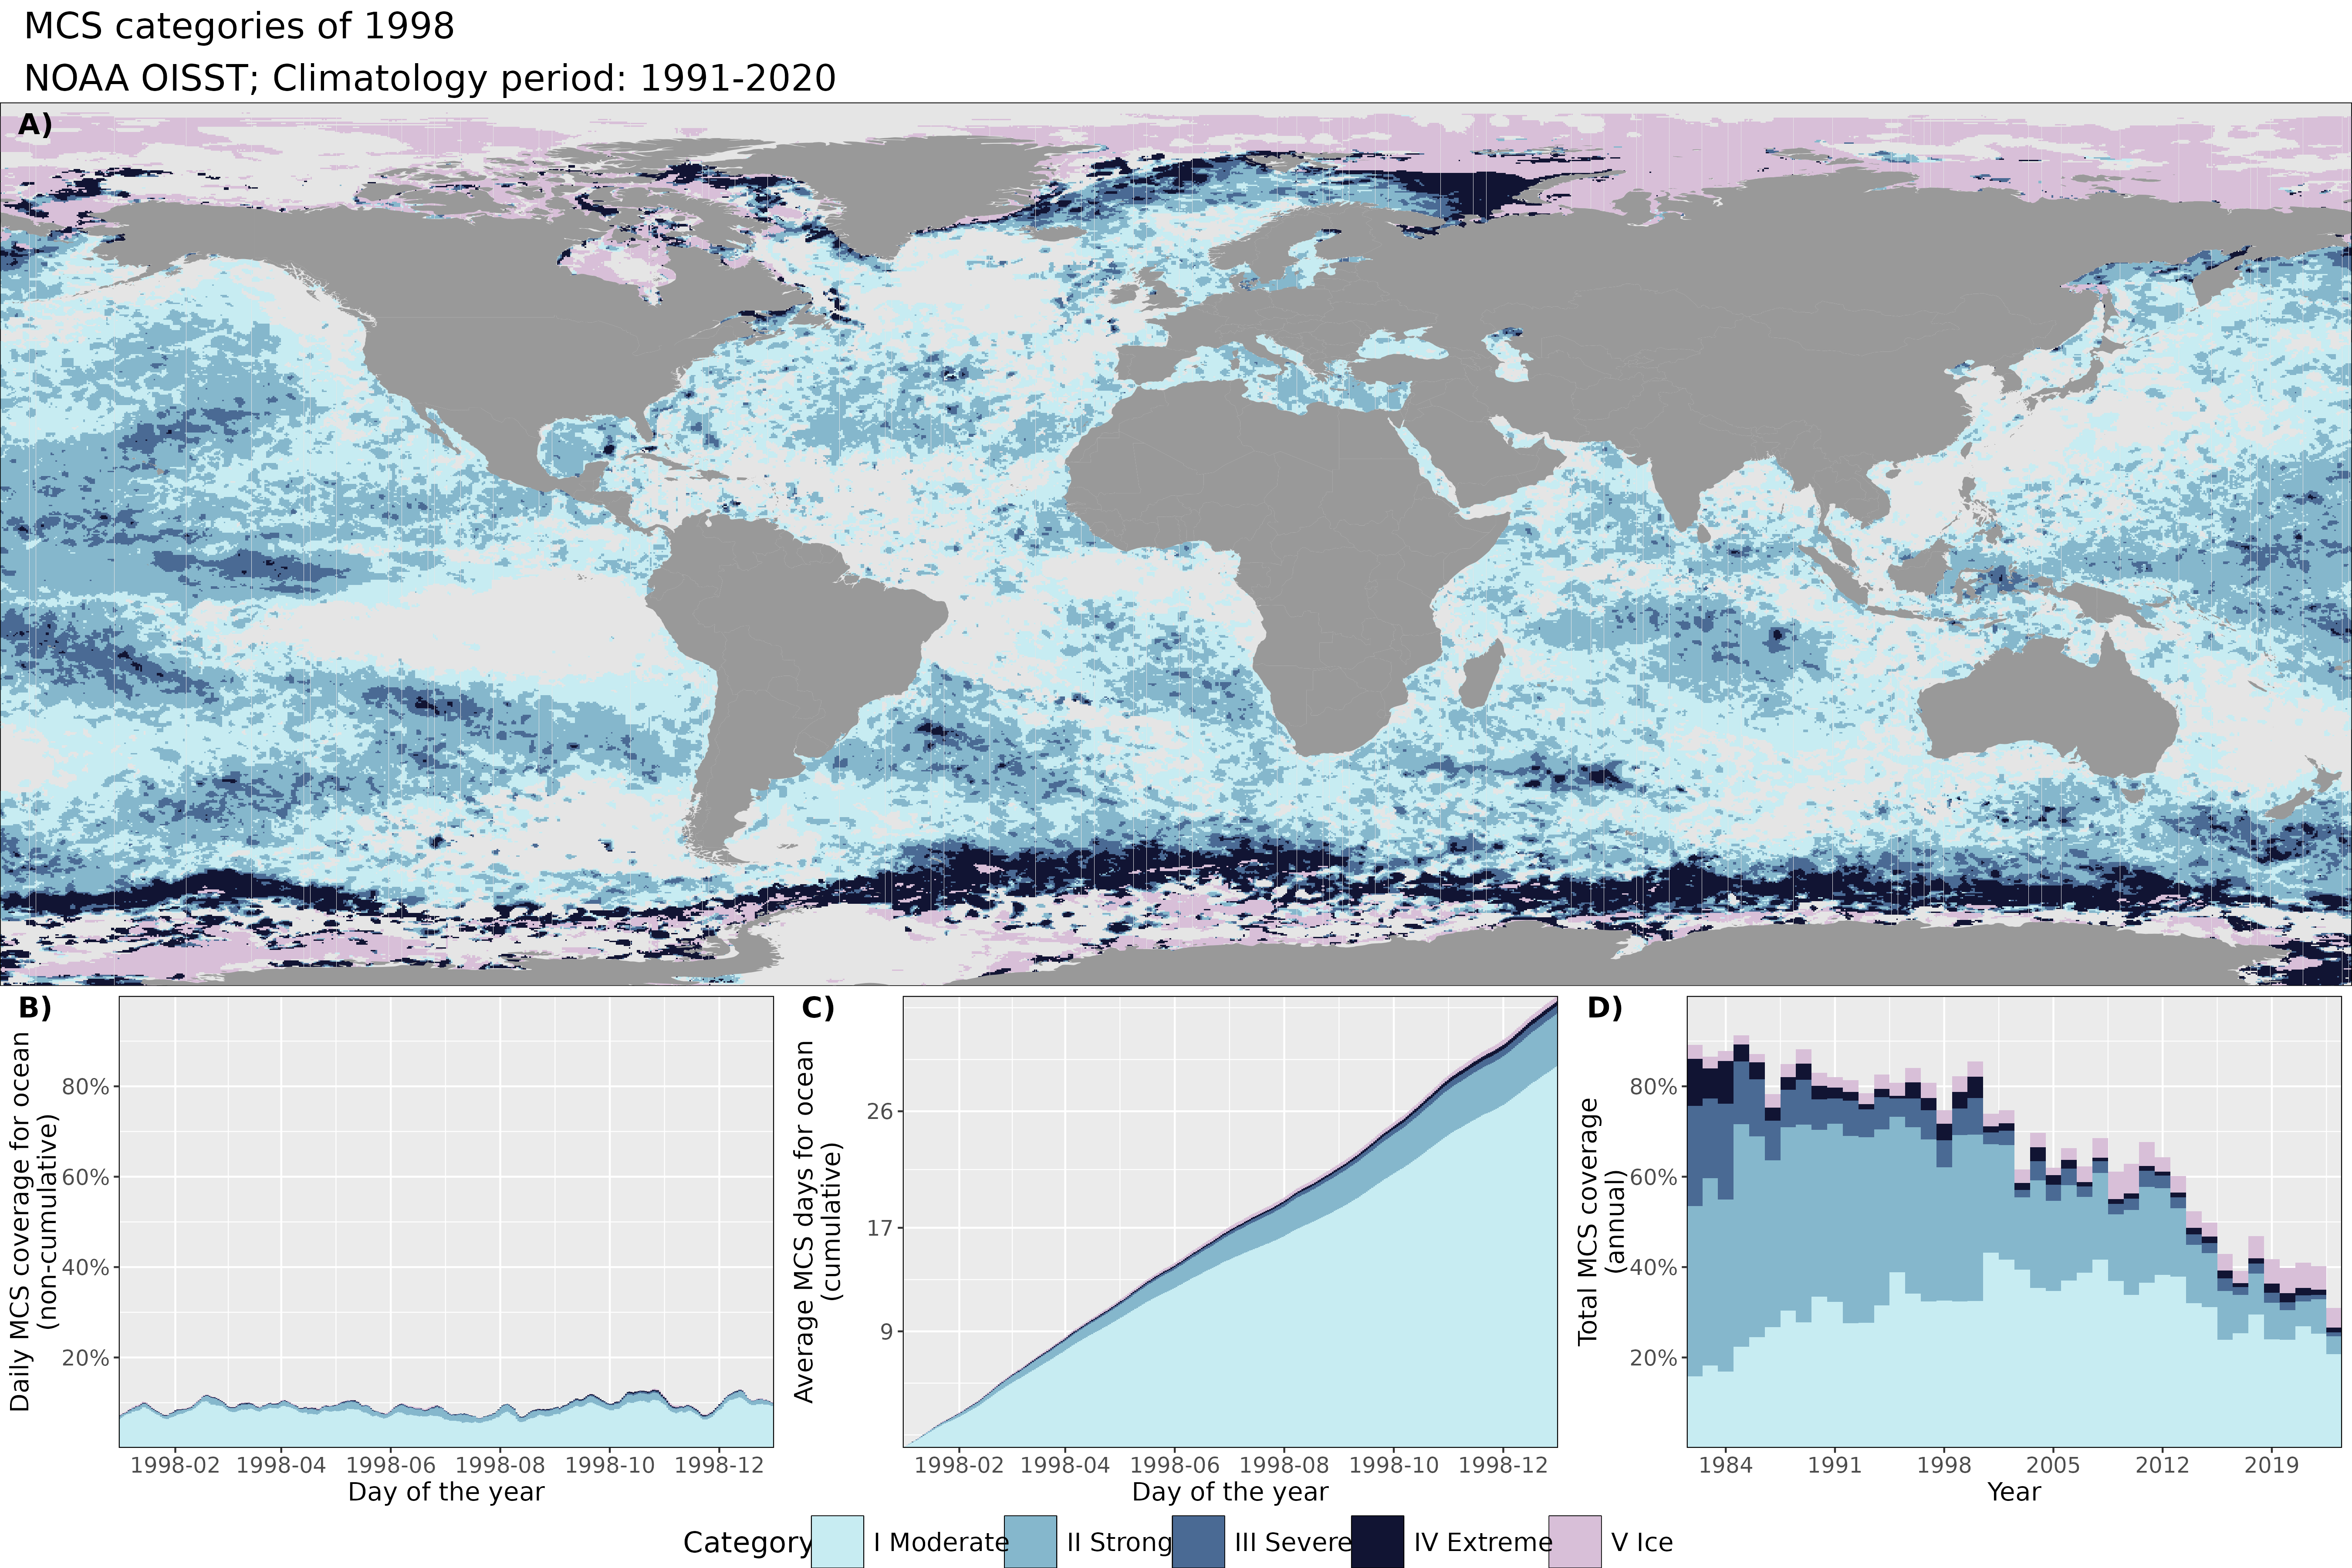 MCS categories of 1998
NOAA OISST; Climatology period: 1991-2020
A)
B)
Daily MCS coverage for ocean
(non-cumulative)
80%
60%
40%
20%
1998-02 1998-04 1998-06 1998-08 1998-10 1998-12
Day of the year
C)
Average MCS days for ocean
(cumulative)
26
17
9
1998-02 1998-04 1998-06 1998-08 1998-10 1998-12
Day of the year
D)
Total MCS coverage
(annual)
80%
60%
40%
20%
1984 1991 1998 2005 2012 2019
Year
Category I Moderate II Strong III Severe IV Extreme V Ice